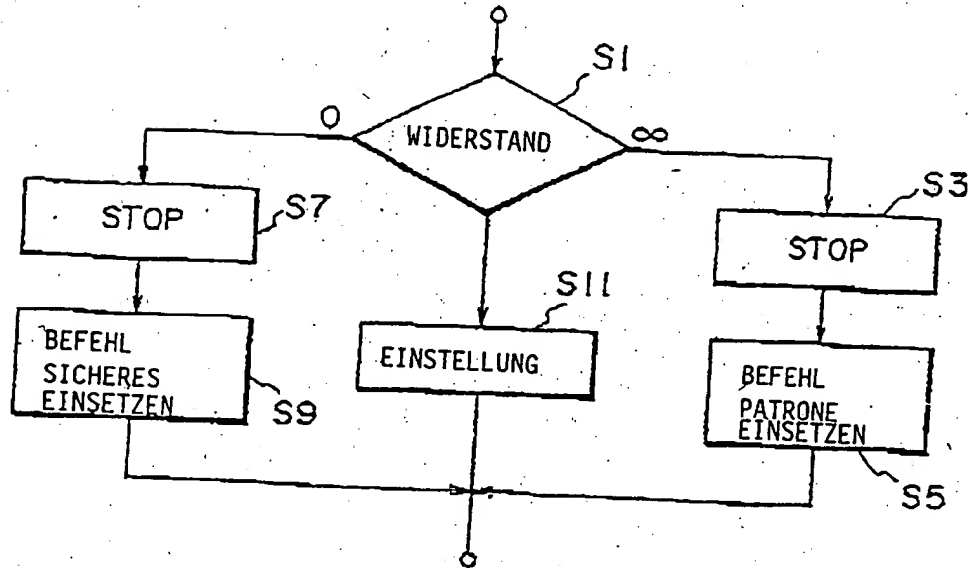 S1
WIDERSTAND
0
∞
STOP
S7
STOP
S3
S11
BEFEHL
SICHERES
EINSETZEN
S9
EINSTELLUNG
BEFEHL
PATRONE
EINSETZEN
S5